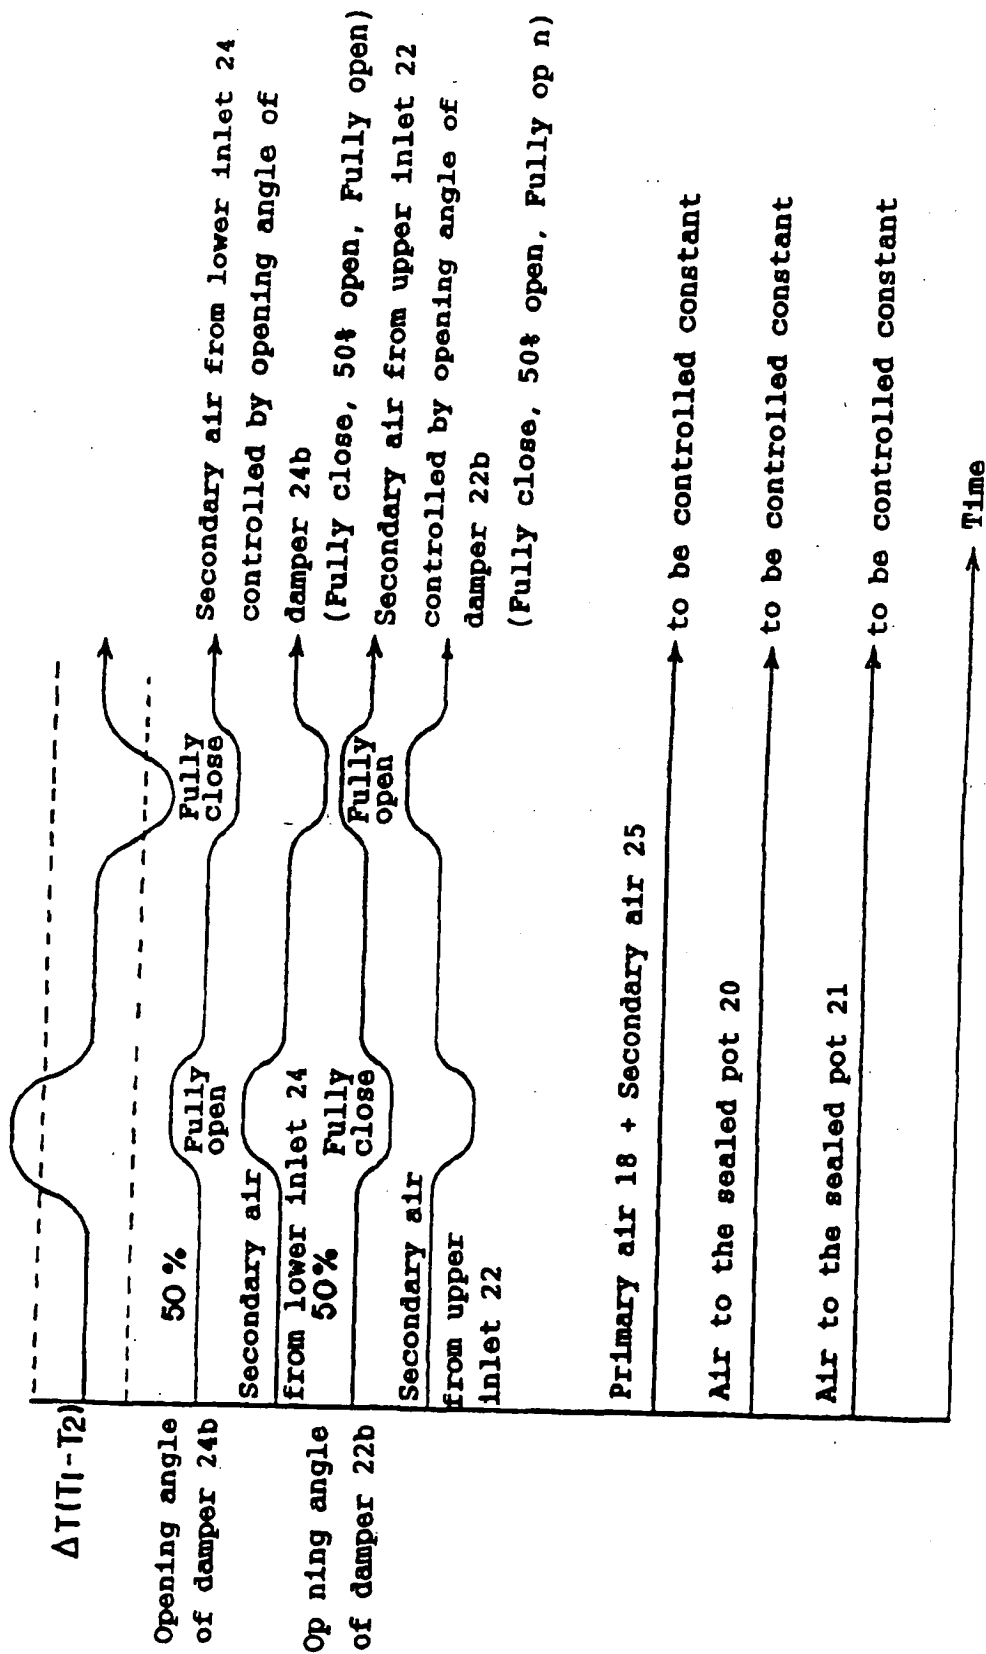 ΔT(T1-T2)
Opening angle
of damper 24b
50%
Fully
open
Fully
close
Secondary air from lower inlet 24
controlled by opening angle of
damper 24b
(Fully close, 50% open, Fully open)
Secondary air
from lower inlet 24
Op ning angle
of damper 22b
50%
Fully
close
Fully
open
Secondary air from upper inlet 22
controlled by opening angle of
damper 22b
(Fully close, 50% open, Fully op n)
Secondary air
from upper
inlet 22
Primary air 18 + Secondary air 25
to be controlled constant
Air to the sealed pot 20
to be controlled constant
Air to the sealed pot 21
to be controlled constant
Time